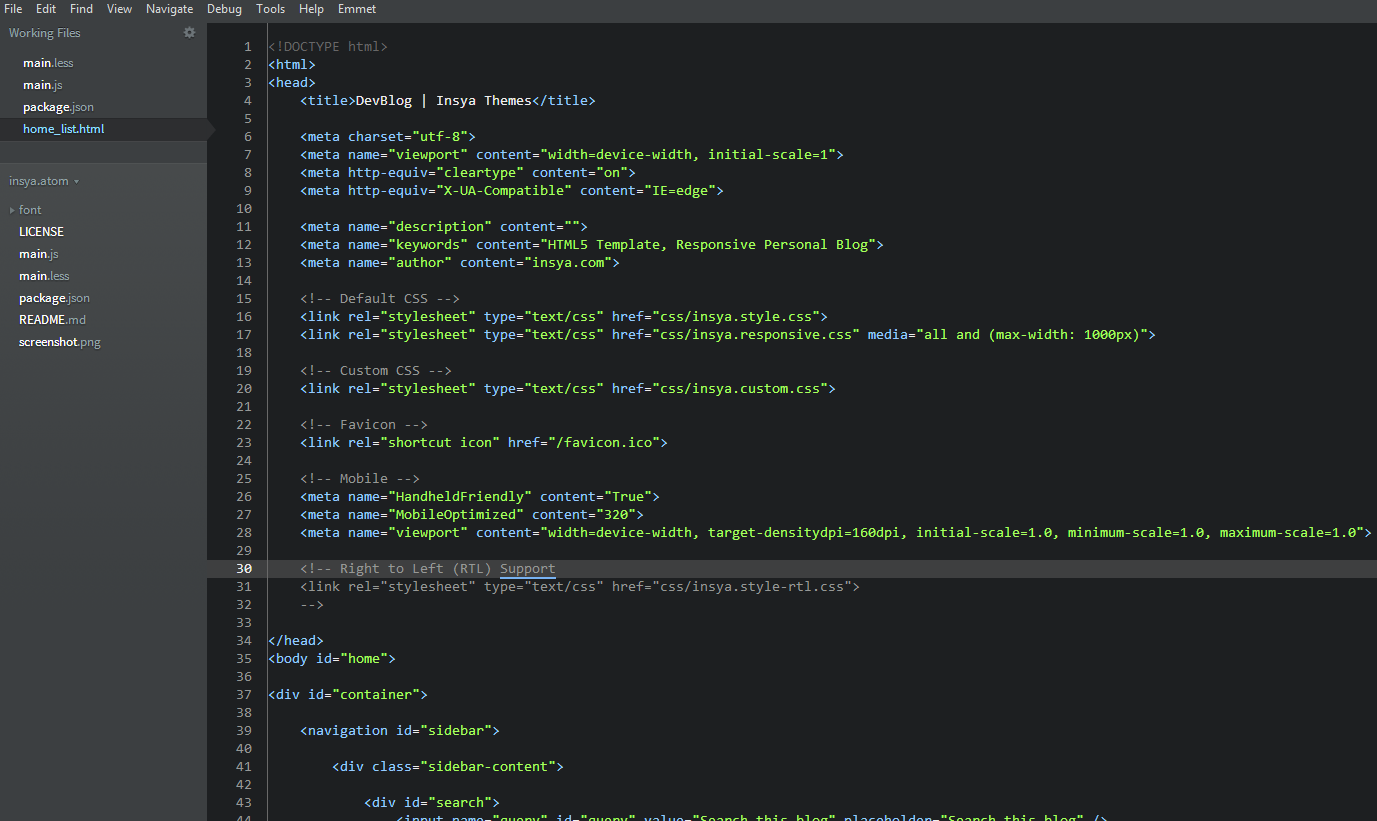 File Edit Find View Navigate Debug Tools Help Emmet
Working Files
main.less
main.js
package.json
home_list.html
insya.atom
font
LICENSE
main.js
main.less
package.json
README.md
screenshot.png
1 <!DOCTYPE html>
2 <html>
3 <head>
4     <title>DevBlog | Insya Themes</title>
5
6     <meta charset="utf-8">
7     <meta name="viewport" content="width=device-width, initial-scale=1">
8     <meta http-equiv="cleartype" content="on">
9     <meta http-equiv="X-UA-Compatible" content="IE=edge">
10
11     <meta name="description" content="">
12     <meta name="keywords" content="HTML5 Template, Responsive Personal Blog">
13     <meta name="author" content="insya.com">
14
15     <!-- Default CSS -->
16     <link rel="stylesheet" type="text/css" href="css/insya.style.css">
17     <link rel="stylesheet" type="text/css" href="css/insya.responsive.css" media="all and (max-width: 1000px)">
18
19     <!-- Custom CSS -->
20     <link rel="stylesheet" type="text/css" href="css/insya.custom.css">
21
22     <!-- Favicon -->
23     <link rel="shortcut icon" href="/favicon.ico">
24
25     <!-- Mobile -->
26     <meta name="HandheldFriendly" content="True">
27     <meta name="MobileOptimized" content="320">
28     <meta name="viewport" content="width=device-width, target-densitydpi=160dpi, initial-scale=1.0, minimum-scale=1.0, maximum-scale=1.0">
29
30     <!-- Right to Left (RTL) Support
31     <link rel="stylesheet" type="text/css" href="css/insya.style-rtl.css">
32     -->
33
34 </head>
35 <body id="home">
36
37 <div id="container">
38
39     <navigation id="sidebar">
40
41         <div class="sidebar-content">
42
43             <div id="search">
44                 <input name="query" id="query" value="Search this blog" placeholder="Search this blog" />